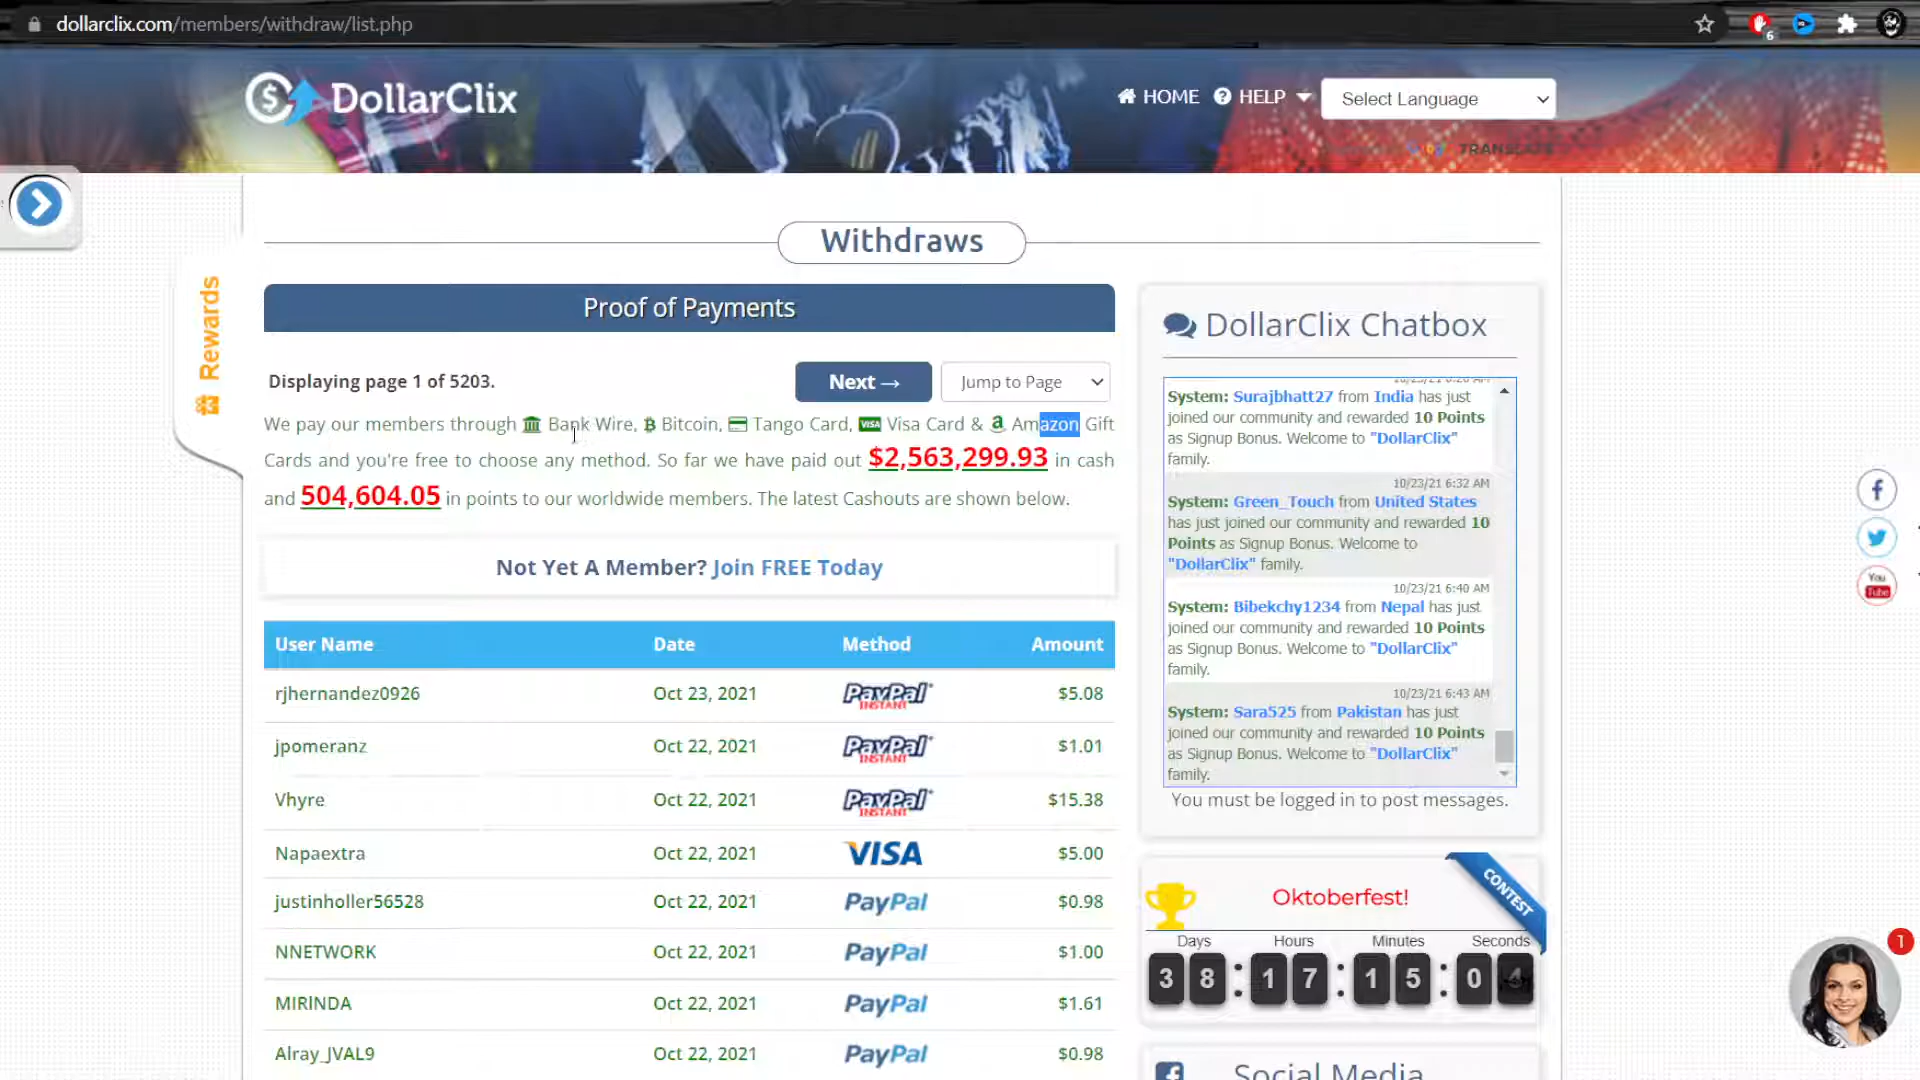 dollarclix.com/members/withdraw/list.php
6
DollarClix
HOME
HELP
Select Language
TRANSLATE
Rewards
Withdraws
Proof of Payments
Displaying page 1 of 5203.
Next →
Jump to Page
We pay our members through Bank Wire, Bitcoin, Tango Card, VISA Visa Card & Amazon Gift
Cards and you're free to choose any method. So far we have paid out $2,563,299.93 in cash
and 504,604.05 in points to our worldwide members. The latest Cashouts are shown below.
Not Yet A Member? Join FREE Today
User Name Date Method Amount
rjhernandez0926 Oct 23, 2021 PayPal INSTANT $5.08
jpomeranz Oct 22, 2021 PayPal INSTANT $1.01
Vhyre Oct 22, 2021 PayPal INSTANT $15.38
Napaextra Oct 22, 2021 VISA $5.00
justinholler56528 Oct 22, 2021 PayPal $0.98
NNETWORK Oct 22, 2021 PayPal $1.00
MIRINDA Oct 22, 2021 PayPal $1.61
Alray_JVAL9 Oct 22, 2021 PayPal $0.98
DollarClix Chatbox
System: Surajbhatt27 from India has just
joined our community and rewarded 10 Points
as Signup Bonus. Welcome to "DollarClix"
family.
10/23/21 6:32 AM
System: Green_Touch from United States
has just joined our community and rewarded 10
Points as Signup Bonus. Welcome to
"DollarClix" family.
10/23/21 6:40 AM
System: Bibekchy1234 from Nepal has just
joined our community and rewarded 10 Points
as Signup Bonus. Welcome to "DollarClix"
family.
10/23/21 6:43 AM
System: Sara525 from Pakistan has just
joined our community and rewarded 10 Points
as Signup Bonus. Welcome to "DollarClix"
family.
You must be logged in to post messages.
CONTEST
Oktoberfest!
Days Hours Minutes Seconds
38 : 17 : 15 : 04
Social Media
You Tube
1